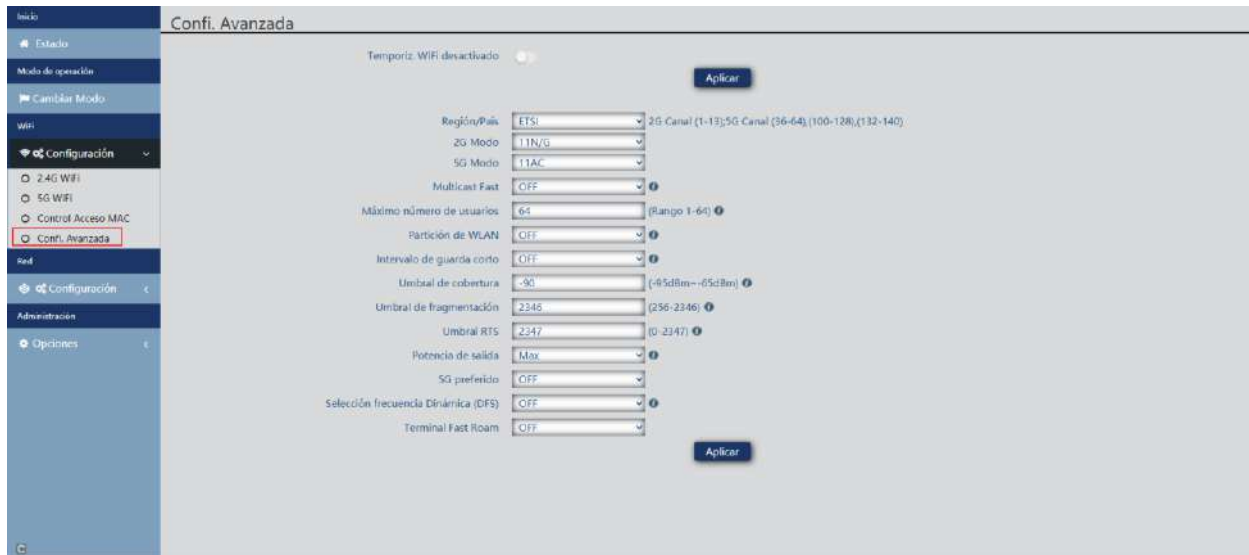 Inicio
Confi. Avanzada
Estado
Modo de operación
Cambiar Modo
WiFi
Configuración
2.4G WiFi
5G WiFi
Control Acceso MAC
Confi. Avanzada
Red
Configuración
Administración
Opciones
Temporiz. WiFi desactivado
Aplicar
Región/País ETSI 2G Canal (1-13);5G Canal (36-64),(100-128),(132-140)
2G Modo 11N/G
5G Modo 11AC
Multicast Fast OFF
Máximo número de usuarios 64 (Rango 1-64)
Partición de WLAN OFF
Intervalo de guarda corto OFF
Umbral de cobertura -90 (-95dBm~-65dBm)
Umbral de fragmentación 2346 (256-2346)
Umbral RTS 2347 (0-2347)
Potencia de salida Max
5G preferido OFF
Selección frecuencia Dinámica (DFS) OFF
Terminal Fast Roam OFF
Aplicar